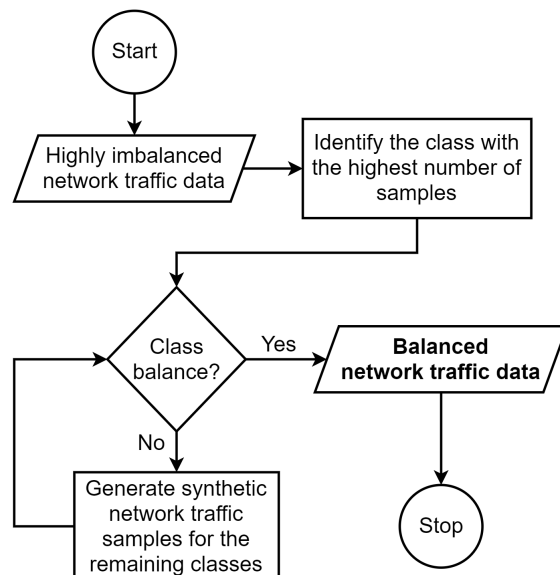 Start
Highly imbalanced
network traffic data
Identify the class with
the highest number of
samples
Class
balance?
Yes
Balanced
network traffic data
No
Generate synthetic
network traffic
samples for the
remaining classes
Stop